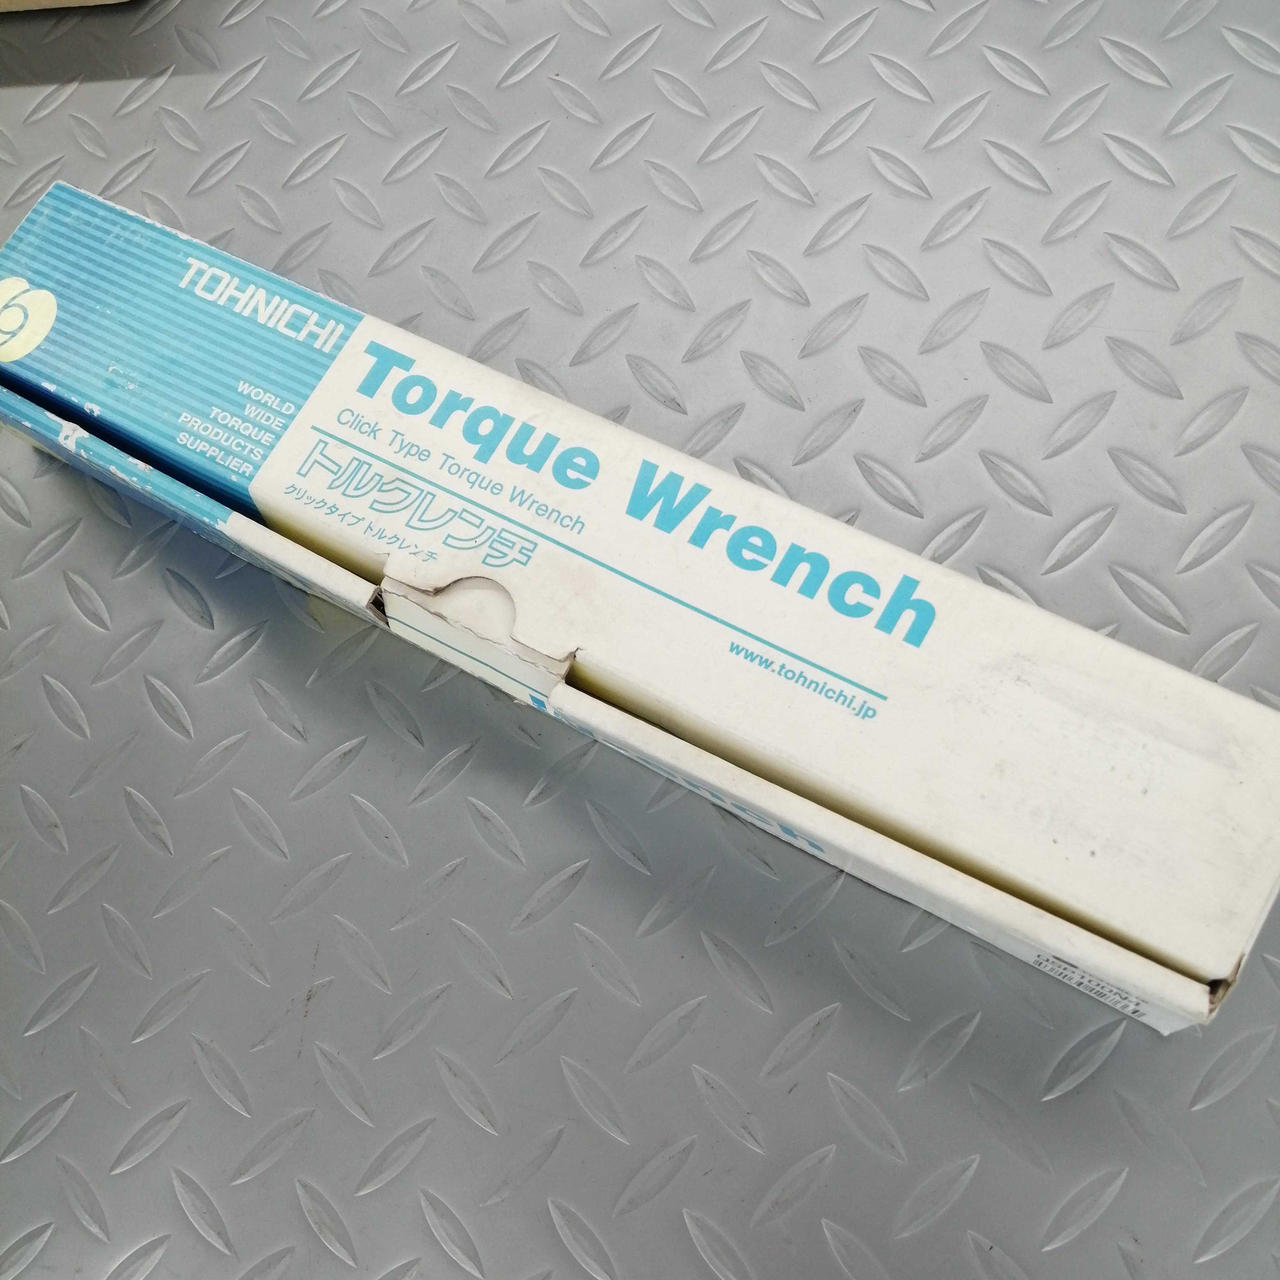 TOHNICHI
WORLD
WIDE
TORQUE
PRODUCTS
SUPPLIER
Torque Wrench
Click Type Torque Wrench
トルクレンチ
クリックタイプトルクレンチ
www.tohnichi.jp